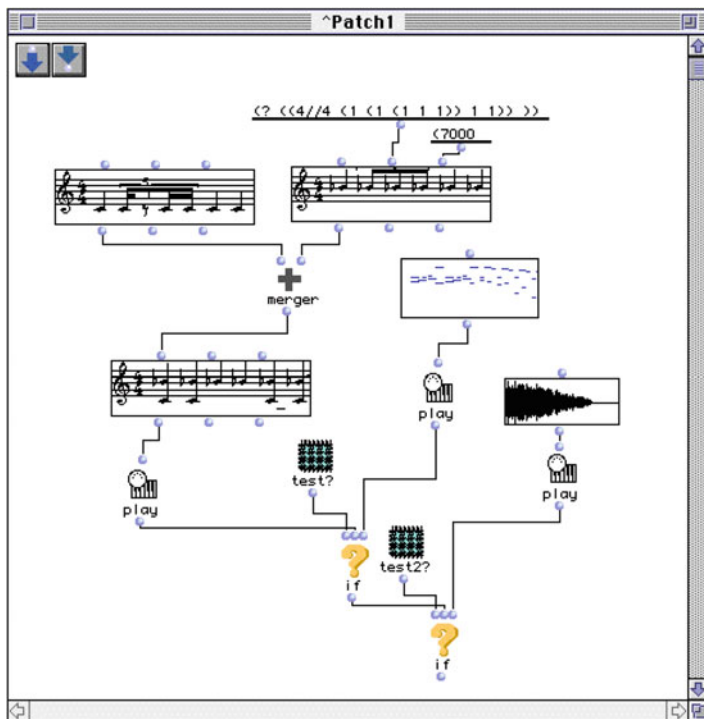 ^Patch1
(? ((4//4 (1 (1 (1 1 1)) 1 1)) ))
(7000
5
merger
play
test?
play
play
test2?
if
if